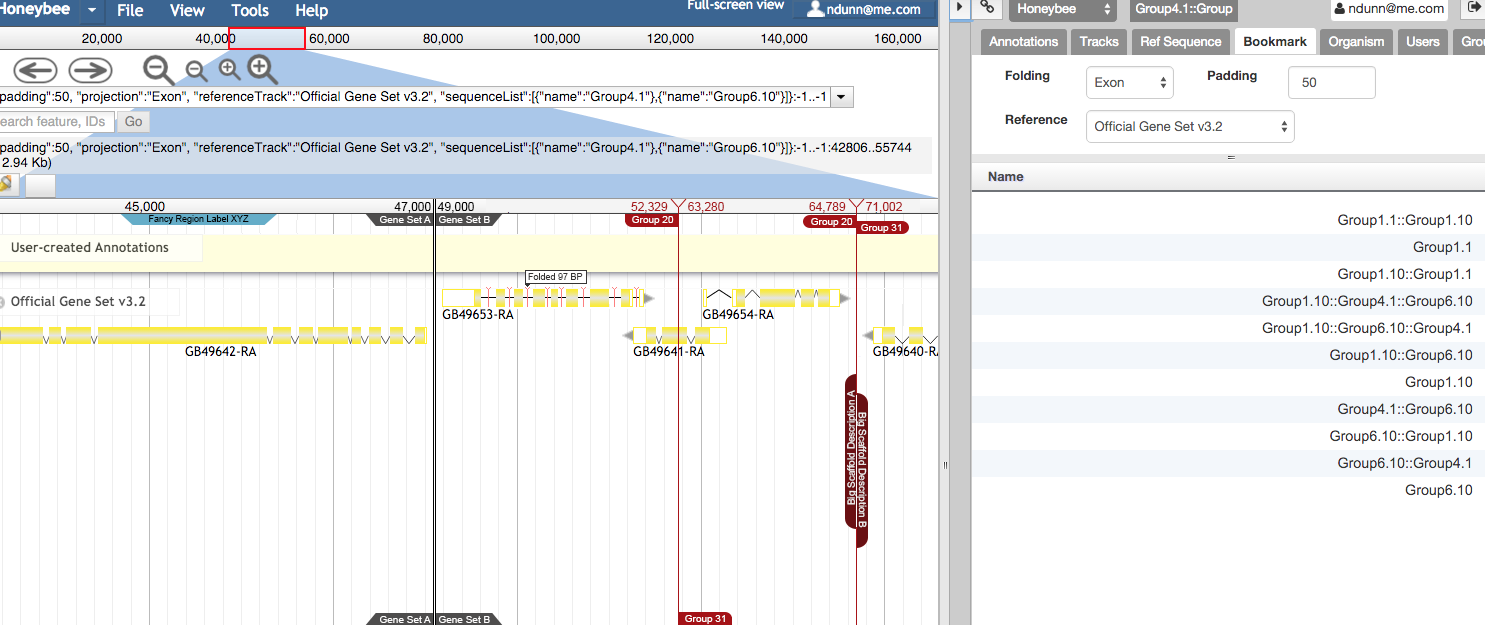 Honeybee File View Tools Help Full-screen view ndunn@me.com
20,000 40,000 60,000 80,000 100,000 120,000 140,000 160,000
padding":50, "projection":"Exon", "referenceTrack":"Official Gene Set v3.2", "sequenceList":[{"name":"Group4.1"},{"name":"Group6.10"}]}:-1..-1
earch feature, IDs Go
padding":50, "projection":"Exon", "referenceTrack":"Official Gene Set v3.2", "sequenceList":[{"name":"Group4.1"},{"name":"Group6.10"}]}:-1..-1:42806..55744
2.94 Kb)
45,000 47,000 49,000 52,329 63,280 64,789 71,002
Fancy Region Label XYZ Gene Set A Gene Set B Group 20 Group 20 Group 31
User-created Annotations
Folded 97 BP
Official Gene Set v3.2
GB49653-RA GB49654-RA
GB49642-RA GB49641-RA GB49640-RA
Big Scaffold Description A
Big Scaffold Description B
Gene Set A Gene Set B Group 31
Honeybee Group4.1::Group ndunn@me.com
Annotations Tracks Ref Sequence Bookmark Organism Users Grou
Folding Exon Padding 50
Reference Official Gene Set v3.2
Name
Group1.1::Group1.10
Group1.1
Group1.10::Group1.1
Group1.10::Group4.1::Group6.10
Group1.10::Group6.10::Group4.1
Group1.10::Group6.10
Group1.10
Group4.1::Group6.10
Group6.10::Group1.10
Group6.10::Group4.1
Group6.10